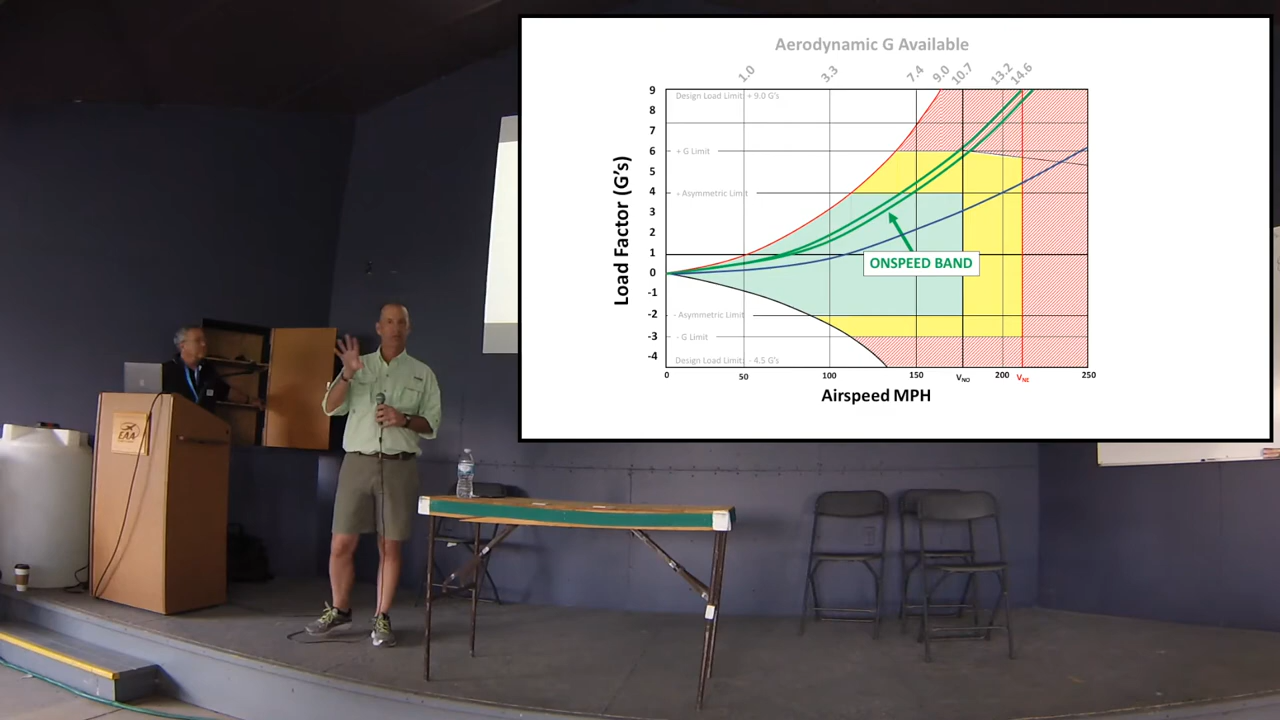 Aerodynamic G Available
1.0 3.3 7.4 9.0 10.7 13.2 14.6
Load Factor (G's)
9
8
7
6
5
4
3
2
1
0
-1
-2
-3
-4
Design Load Limit: + 9.0 G's
+ G Limit
+ Asymmetric Limit
ONSPEED BAND
- Asymmetric Limit
- G Limit
Design Load Limit: - 4.5 G's
0 50 100 150 VNO 200 VNE 250
Airspeed MPH
EAA